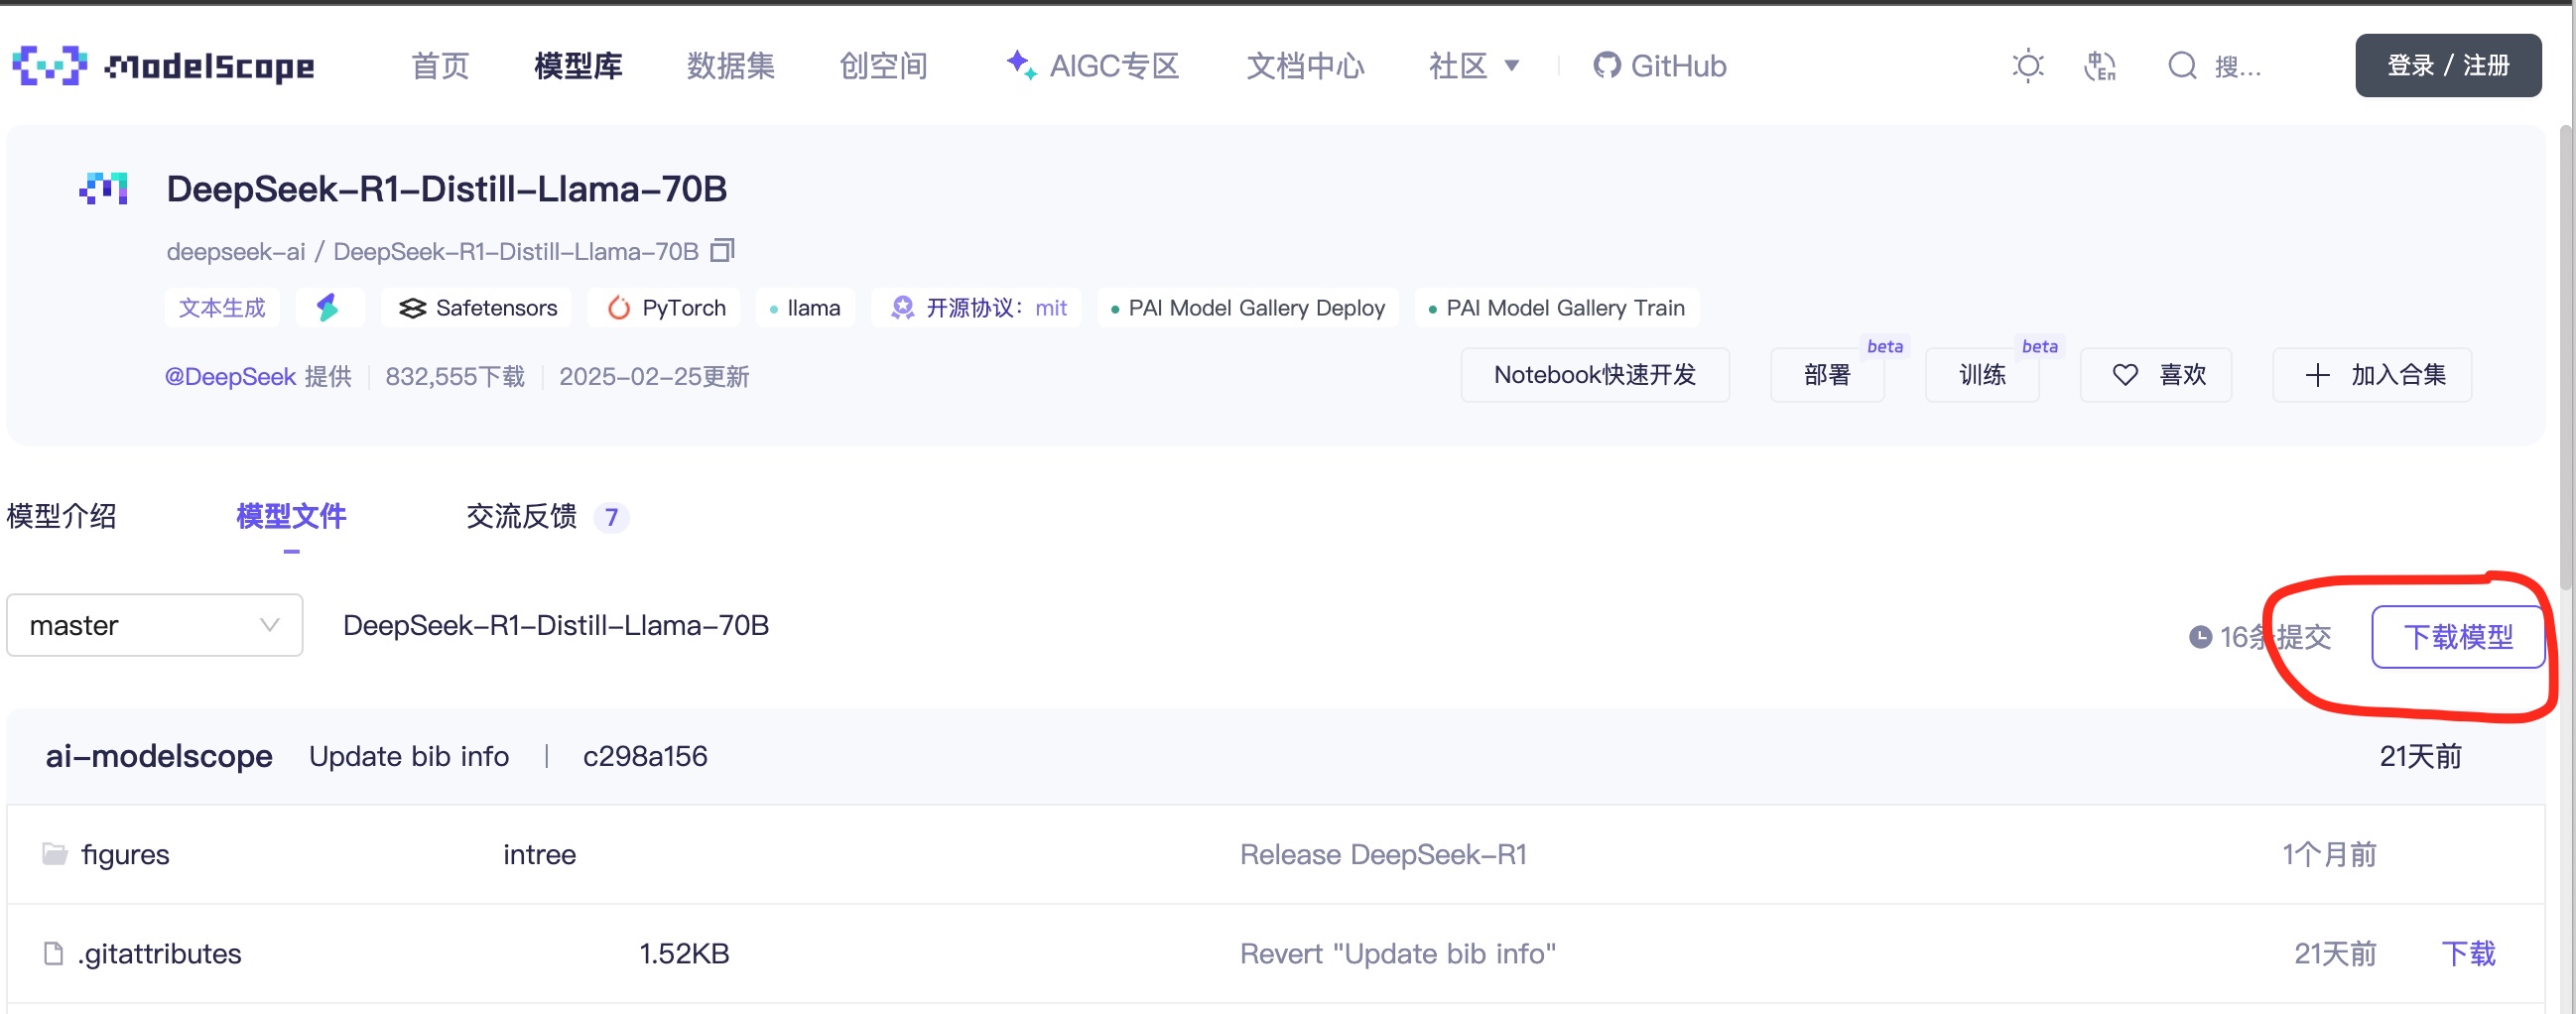 ModelScope 首页 模型库 数据集 创空间 AIGC专区 文档中心 社区 GitHub 中 En 搜... 登录 / 注册
DeepSeek-R1-Distill-Llama-70B
deepseek-ai / DeepSeek-R1-Distill-Llama-70B
文本生成 Safetensors PyTorch llama 开源协议：mit PAI Model Gallery Deploy PAI Model Gallery Train
@DeepSeek 提供 832,555下载 2025-02-25更新 Notebook快速开发 部署 beta 训练 beta 喜欢 加入合集
模型介绍 模型文件 交流反馈 7
master DeepSeek-R1-Distill-Llama-70B 16条提交 下载模型
ai-modelscope Update bib info | c298a156 21天前
figures intree Release DeepSeek-R1 1个月前
.gitattributes 1.52KB Revert "Update bib info" 21天前 下载